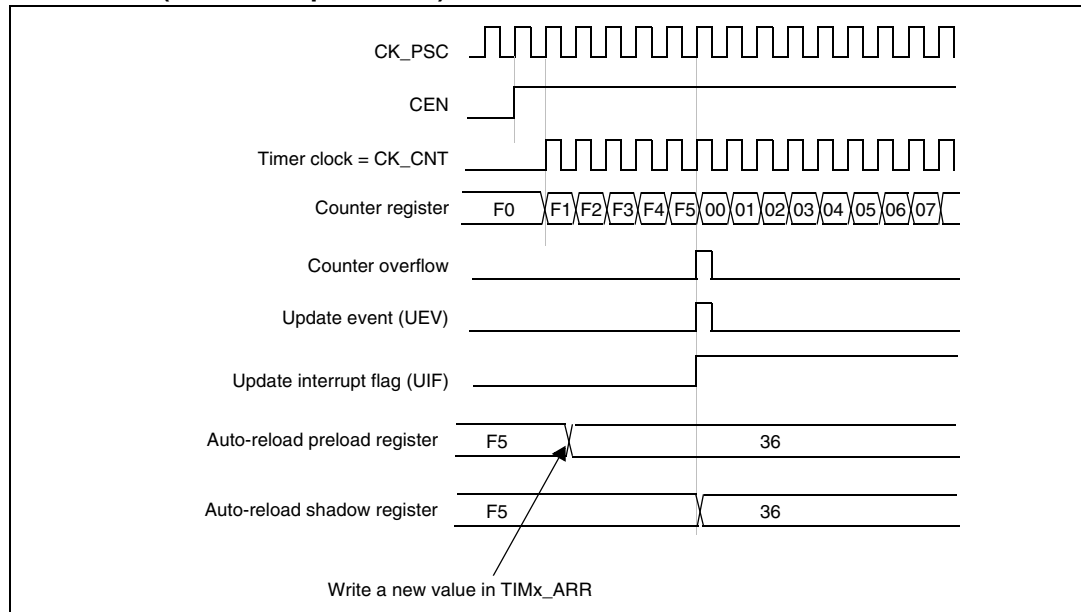 CK_PSC
CEN
Timer clock = CK_CNT
Counter register F0 F1 F2 F3 F4 F5 00 01 02 03 04 05 06 07
Counter overflow
Update event (UEV)
Update interrupt flag (UIF)
Auto-reload preload register F5 36
Auto-reload shadow register F5 36
Write a new value in TIMx_ARR